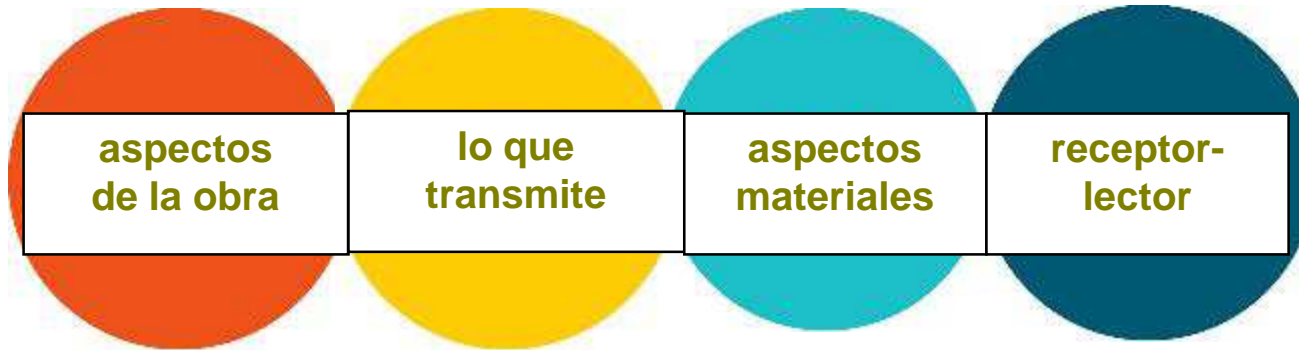 aspectos
de la obra
lo que
transmite
aspectos
materiales
receptor-
lector